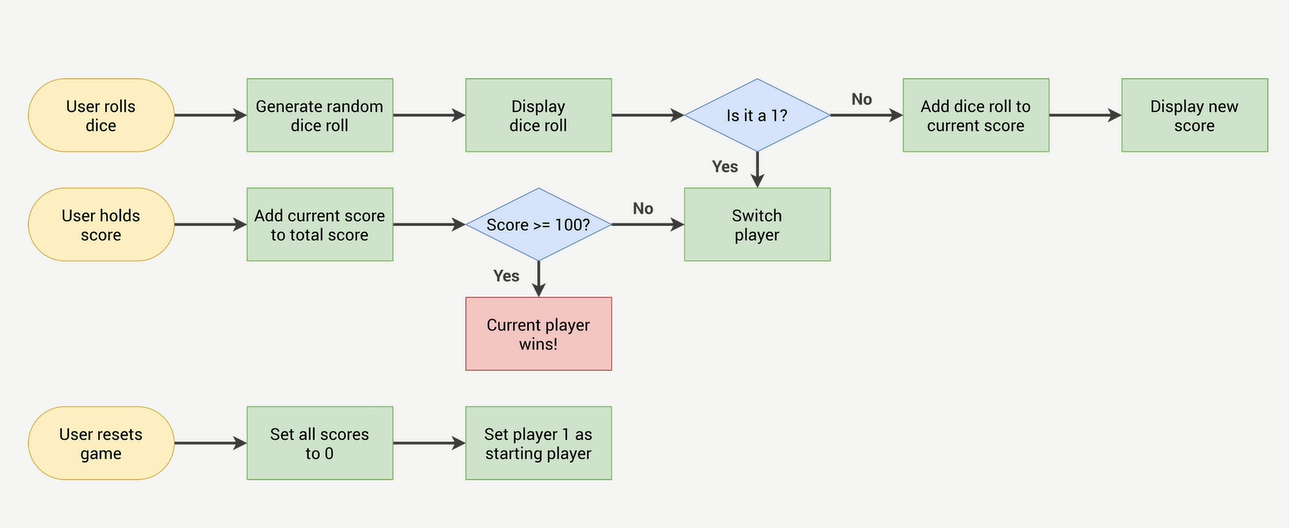 User rolls
dice
Generate random
dice roll
Display
dice roll
Is it a 1?
No
Add dice roll to
current score
Display new
score
Yes
User holds
score
Add current score
to total score
Score >= 100?
No
Switch
player
Yes
Current player
wins!
User resets
game
Set all scores
to 0
Set player 1 as
starting player